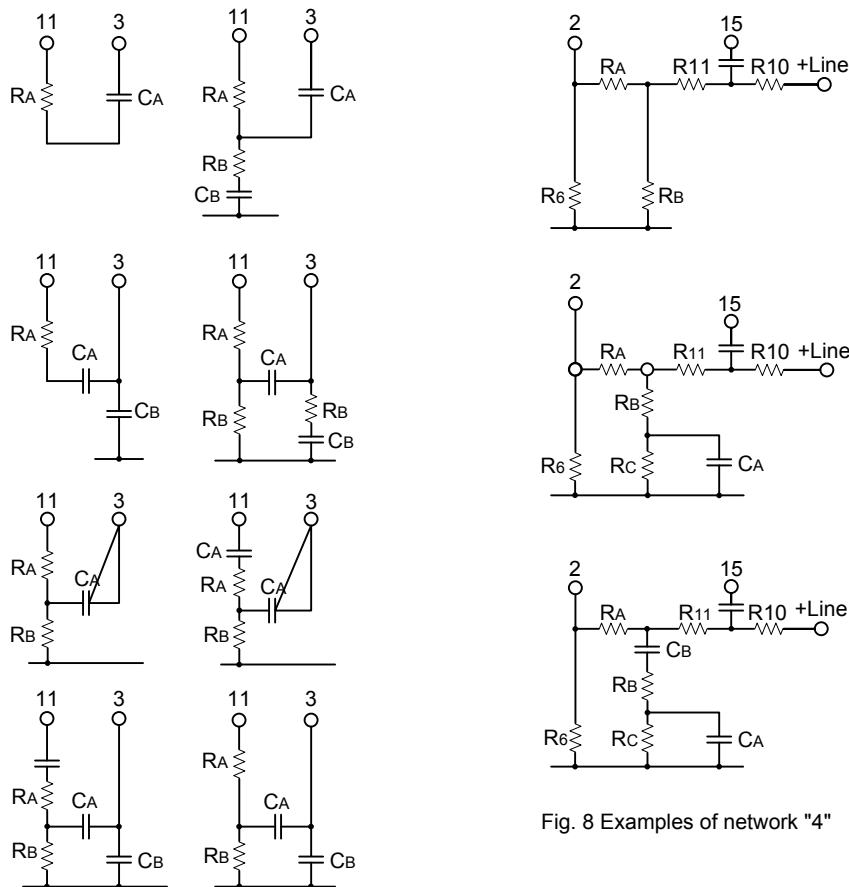 11 3
RA CA
11 3
RA CA
RB
CB
2 15
RA R11 R10 +Line
R6 RB
11 3
RA
CA
CB
11 3
RA
CA
RB RB
CB
2 15
RA R11 R10 +Line
RB
R6 RC CA
11 3
RA
CA
RB
11 3
CA
RA
CA
RB
2 15
RA R11 R10 +Line
CB
RB
R6 RC CA
11 3
RA
CA
RB
CB
11 3
RA
CA
RB
CB
Fig. 8 Examples of network "4"